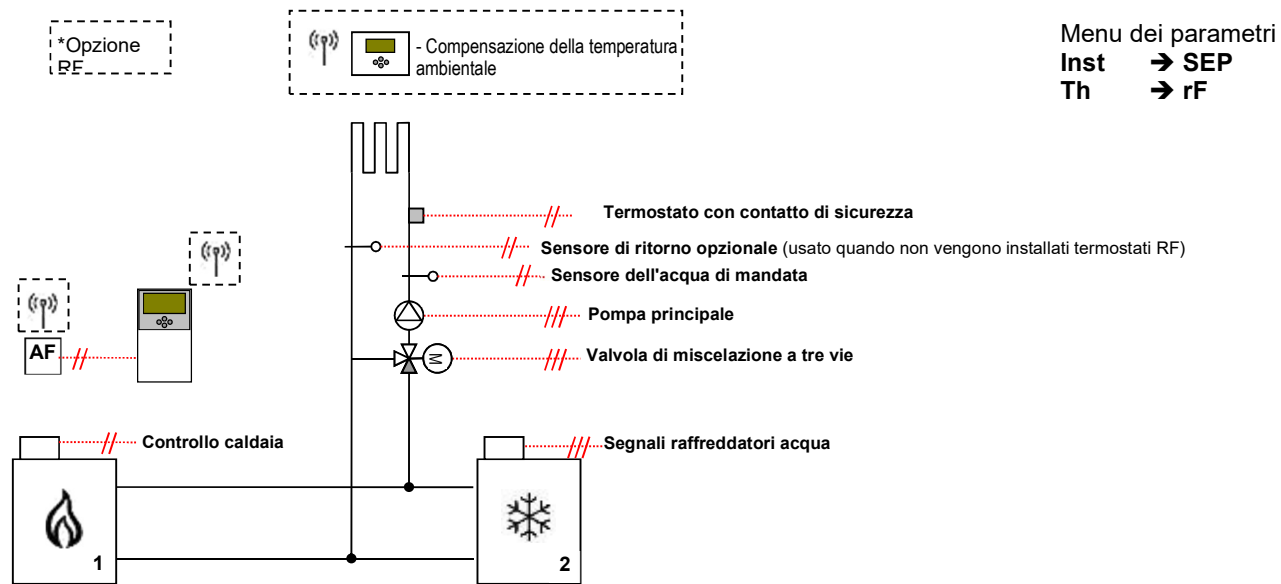 *Opzione
RF
- Compensazione della temperatura
ambientale
Menu dei parametri
Inst ➔ SEP
Th ➔ rF
Termostato con contatto di sicurezza
Sensore di ritorno opzionale (usato quando non vengono installati termostati RF)
Sensore dell'acqua di mandata
Pompa principale
M
Valvola di miscelazione a tre vie
AF
Controllo caldaia
Segnali raffreddatori acqua
1
2